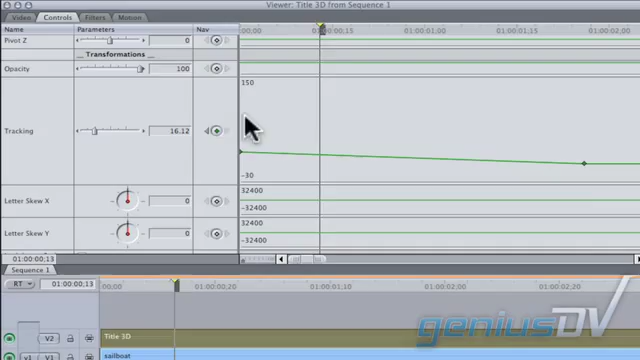 Viewer: Title 3D from Sequence 1
Video Controls Filters Motion
Name Parameters Nav 00;00 01:00:00;15 01:00:01;00 01:00:01;15 01:00:02;00
Pivot Z 0
Transformations
Opacity 100
150
Tracking 16.12
-30
Letter Skew X 0 32400
-32400
Letter Skew Y 0 32400
-32400
01:00:00;13
Sequence 1
RT 01:00:00;13 00;00 01:00:00;20 01:00:01;10 01:00:02;00 01:00:02;20
geniusDV
V2 Title 3D
V1 V1 sailboat